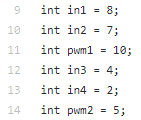 9 int in1 = 8;
10 int in2 = 7;
11 int pwm1 = 10;
12 int in3 = 4;
13 int in4 = 2;
14 int pwm2 = 5;